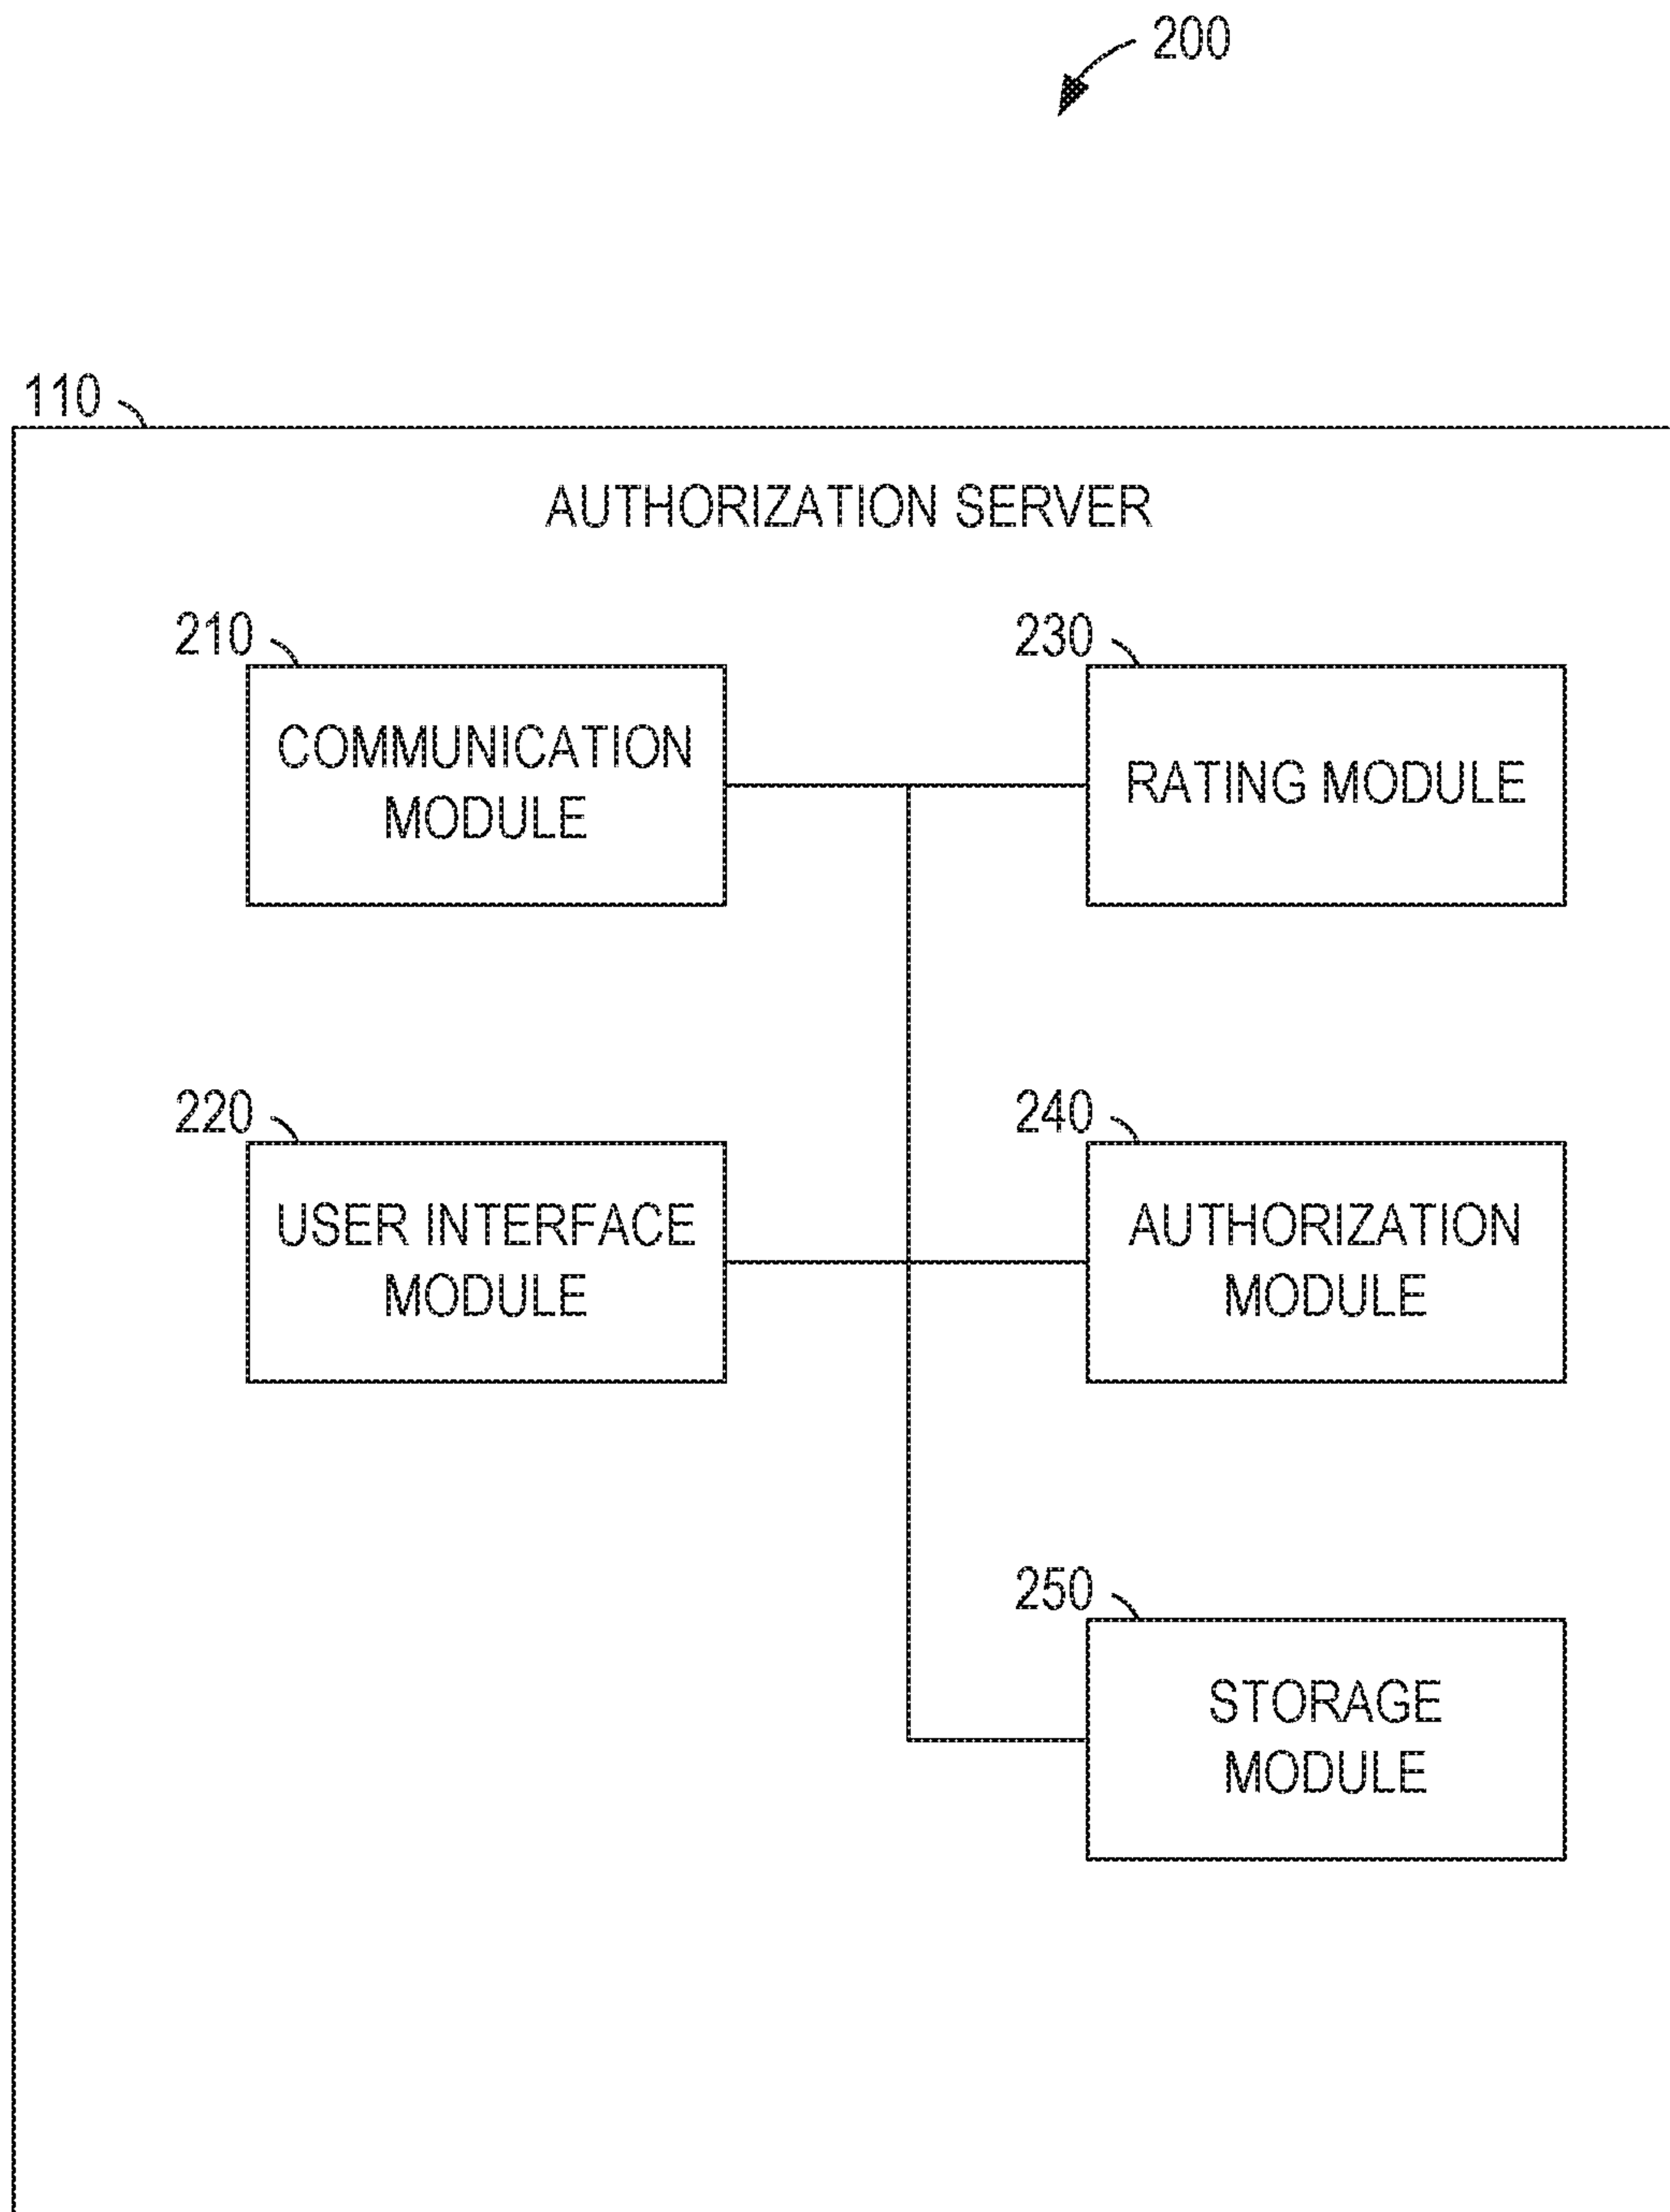 200
110
AUTHORIZATION SERVER
210
230
COMMUNICATION
MODULE
RATING MODULE
220
240
USER INTERFACE
MODULE
AUTHORIZATION
MODULE
250
STORAGE
MODULE